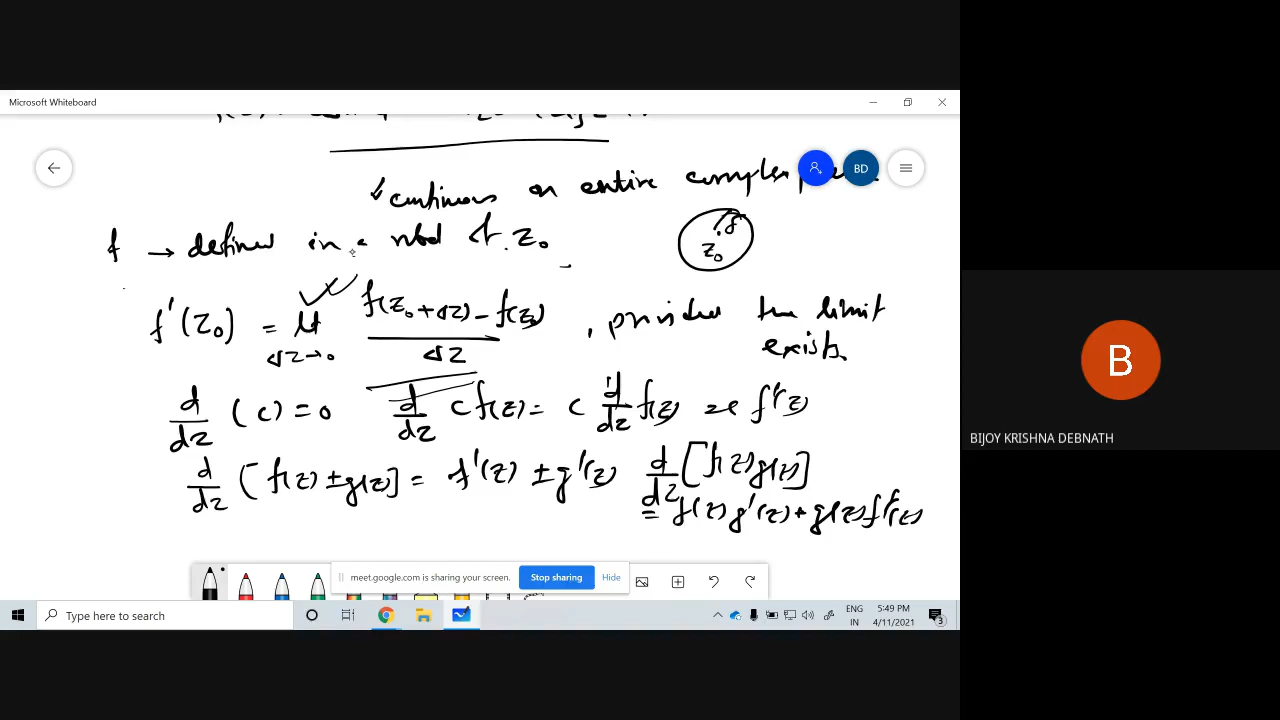 Microsoft Whiteboard
continuous on entire complex
BD
f → defined in a nbd of z₀
δ
z₀
f'(z₀) = lt Δz→0 f(z₀+Δz) - f(z₀) / Δz , provided the limit exists.
d/dz (c) = 0 d/dz c f(z) = c d/dz f(z) = c f'(z)
d/dz [f(z) ± g(z)] = f'(z) ± g'(z) d/dz [f(z)g(z)]
= f(z)g'(z) + g(z)f'(z)
B
BIJOY KRISHNA DEBNATH
meet.google.com is sharing your screen. Stop sharing Hide
Type here to search
ENG
IN
5:49 PM
4/11/2021
3